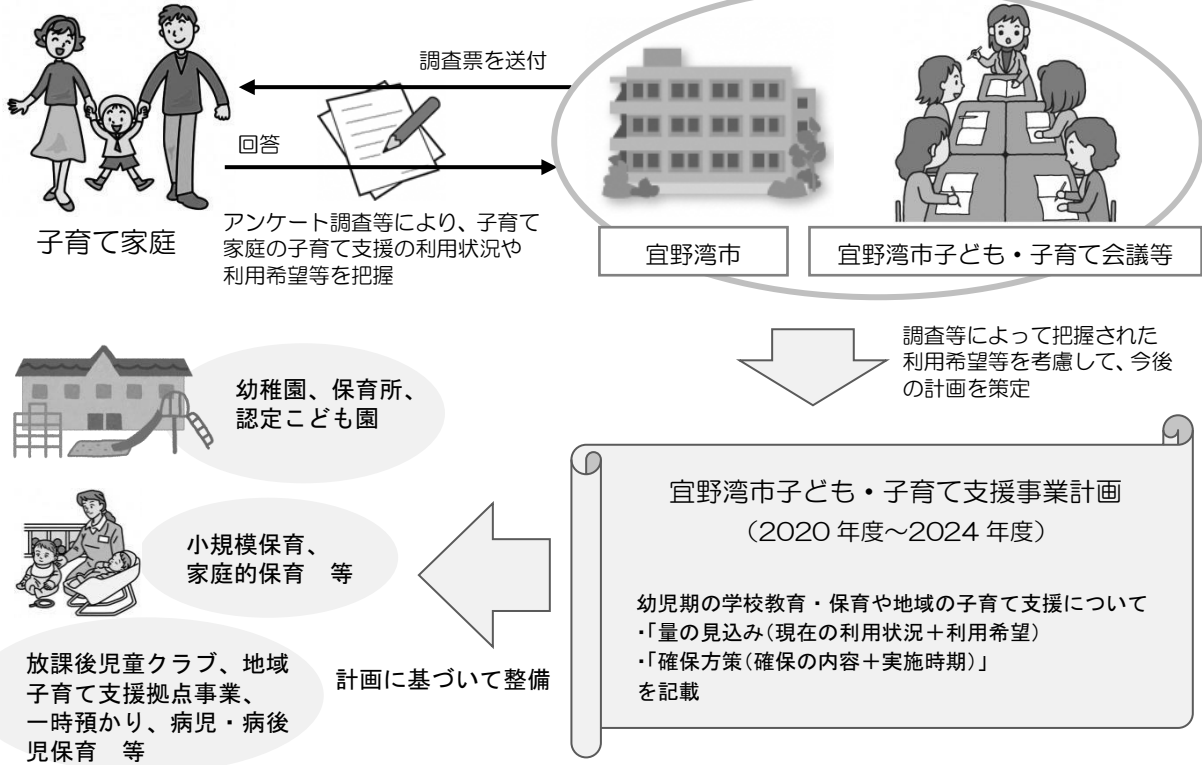 調査票を送付
回答
子育て家庭
アンケート調査等により、子育て
家庭の子育て支援の利用状況や
利用希望等を把握
宜野湾市
宜野湾市子ども・子育て会議等
調査等によって把握された
利用希望等を考慮して、今後
の計画を策定
宜野湾市子ども・子育て支援事業計画
（2020 年度～2024 年度）
幼児期の学校教育・保育や地域の子育て支援について
・「量の見込み（現在の利用状況＋利用希望）
・「確保方策（確保の内容＋実施時期）」
を記載
計画に基づいて整備
幼稚園、保育所、
認定こども園
小規模保育、
家庭的保育　等
放課後児童クラブ、地域
子育て支援拠点事業、
一時預かり、病児・病後
児保育　等